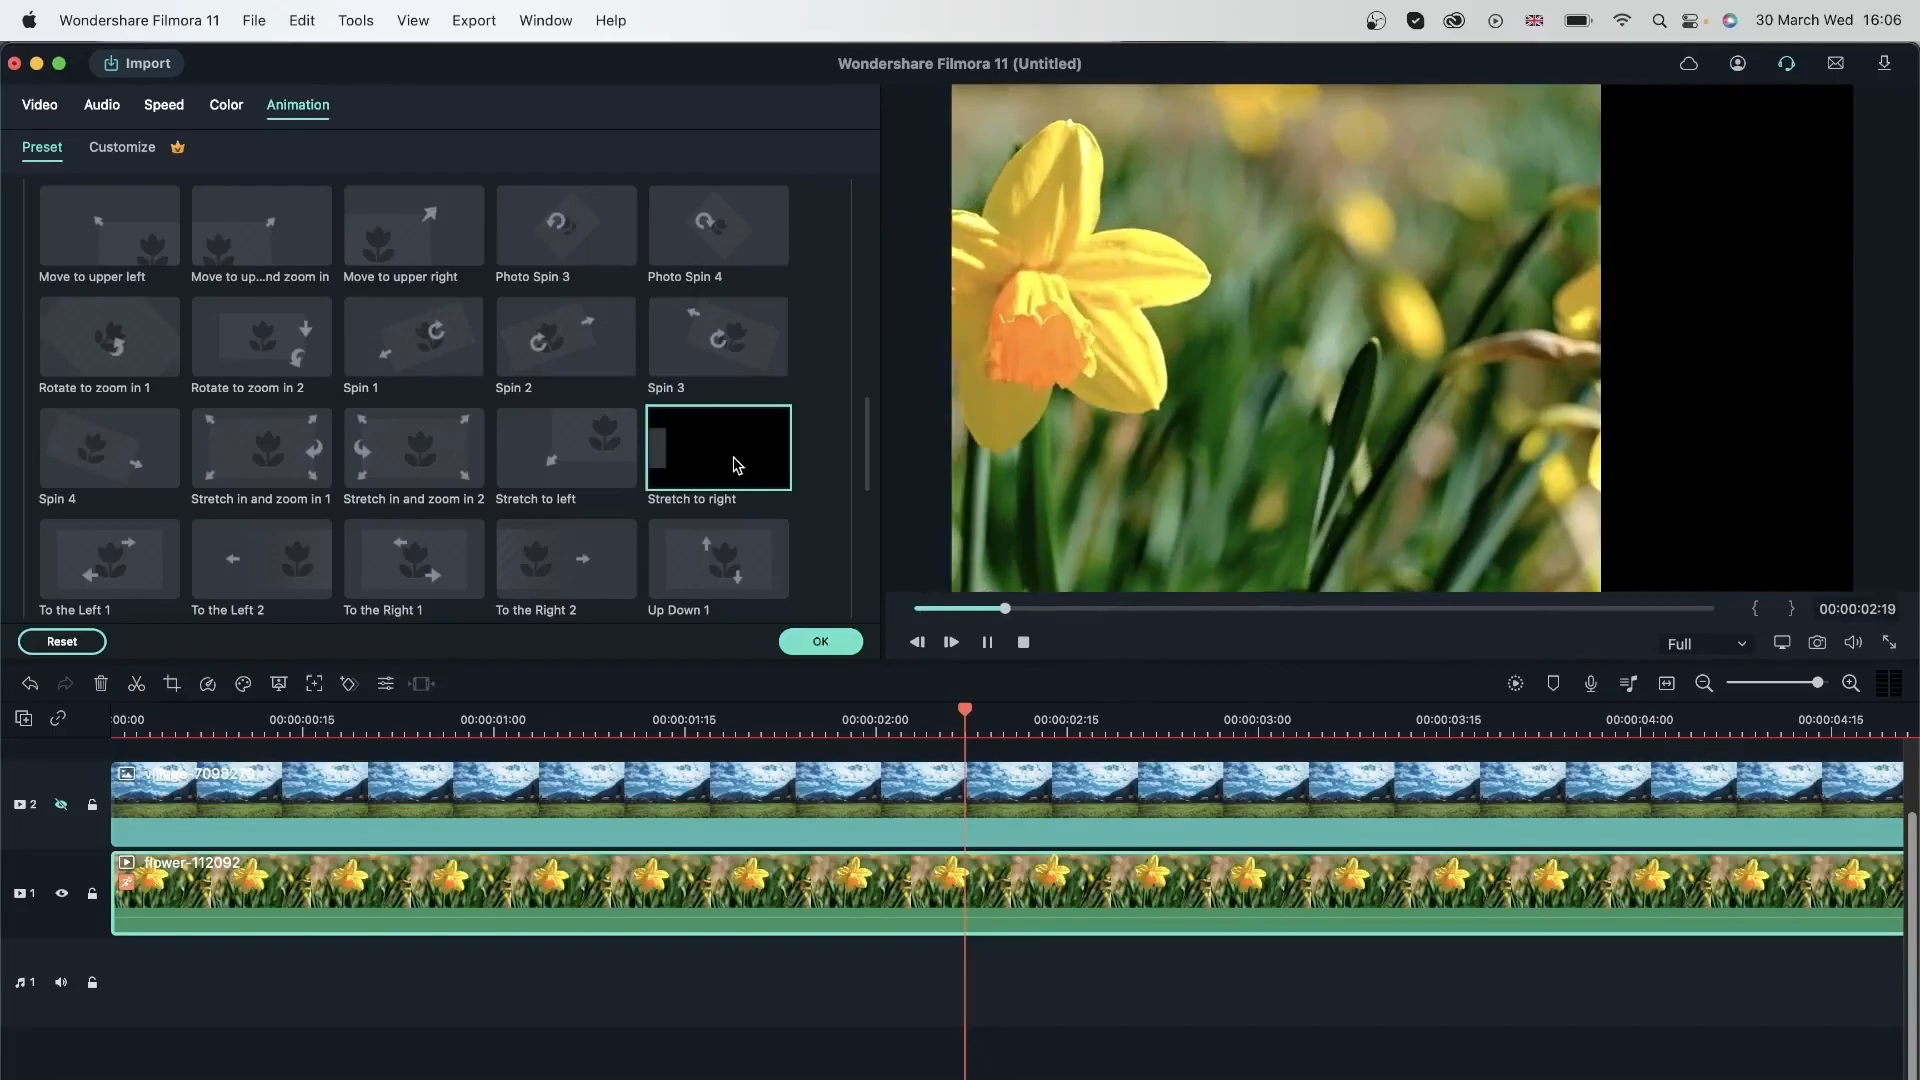 Wondershare Filmora 11 File Edit Tools View Export Window Help 30 March Wed 16:06
Import Wondershare Filmora 11 (Untitled)
Video Audio Speed Color Animation
Preset Customize
Move to upper left Move to up...nd zoom in Move to upper right Photo Spin 3 Photo Spin 4
Rotate to zoom in 1 Rotate to zoom in 2 Spin 1 Spin 2 Spin 3
Spin 4 Stretch in and zoom in 1 Stretch in and zoom in 2 Stretch to left Stretch to right
To the Left 1 To the Left 2 To the Right 1 To the Right 2 Up Down 1
{ } 00:00:02:19
Reset OK Full
:00:00 00:00:00:15 00:00:01:00 00:00:01:15 00:00:02:00 00:00:02:15 00:00:03:00 00:00:03:15 00:00:04:00 00:00:04:15
village-7098270
2
flower-112092
1
1